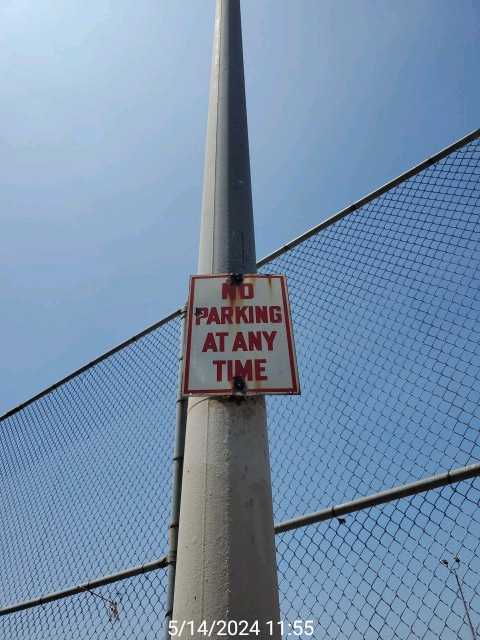 NO
PARKING
AT ANY
TIME
5/14/2024 11:55